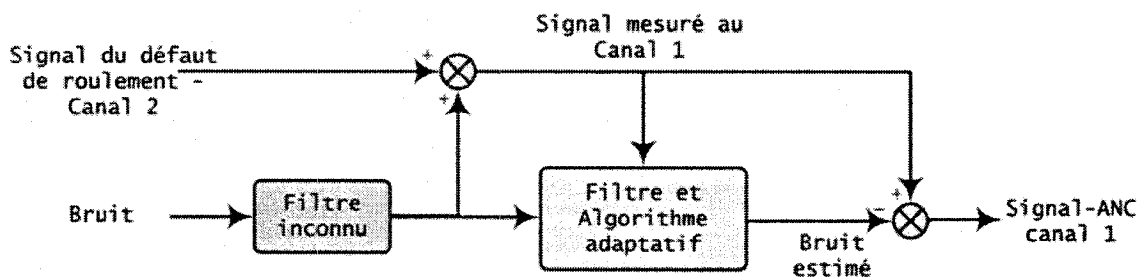 Signal du défaut
de roulement -
Canal 2
+
+
Signal mesuré au
Canal 1
Bruit
Filtre
inconnu
Filtre et
Algorithme
adaptatif
Bruit
estimé
+
-
Signal-ANC
canal 1